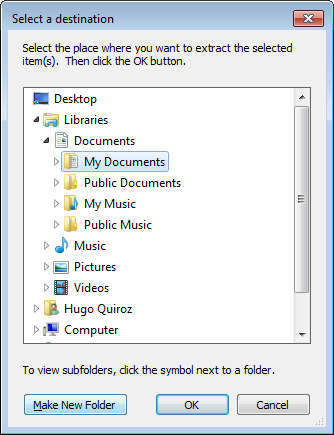 Select a destination
Select the place where you want to extract the selected
item(s). Then click the OK button.
Desktop
Libraries
Documents
My Documents
Public Documents
My Music
Public Music
Music
Pictures
Videos
Hugo Quiroz
Computer
To view subfolders, click the symbol next to a folder.
Make New Folder
OK
Cancel